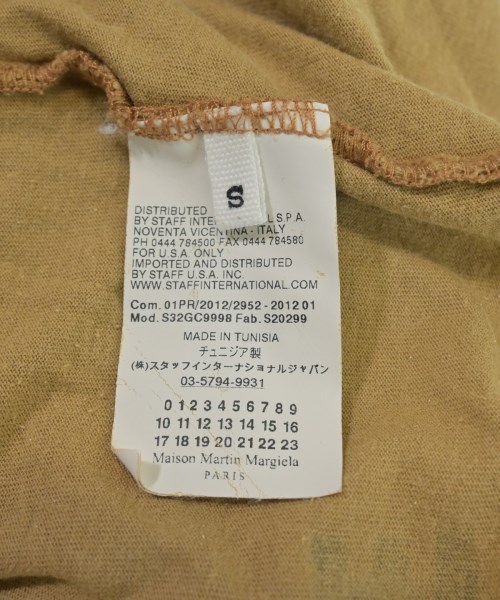 S
DISTRIBUTED
BY STAFF INTER L S.P.A.
NOVENTA VICENTINA - ITALY
PH 0444 784500 FAX 0444 784580
FOR U.S.A. ONLY
IMPORTED AND DISTRIBUTED
BY STAFF U.S.A. INC.
WWW.STAFFINTERNATIONAL.COM
Com. 01PR/2012/2952 - 2012 01
Mod. S32GC9998 Fab. S20299
MADE IN TUNISIA
チュニジア製
(株)スタッフインターナショナルジャパン
03-5794-9931
0 1 2 3 4 5 6 7 8 9
10 11 12 13 14 15 16
17 18 19 20 21 22 23
Maison Martin Margiela
PARIS